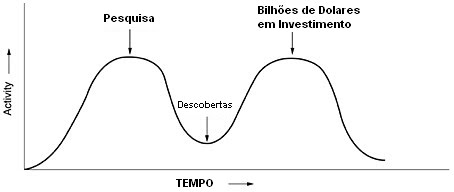 Pesquisa
Bilhões de Dolares
em Investimento
Descobertas
Activity
TEMPO